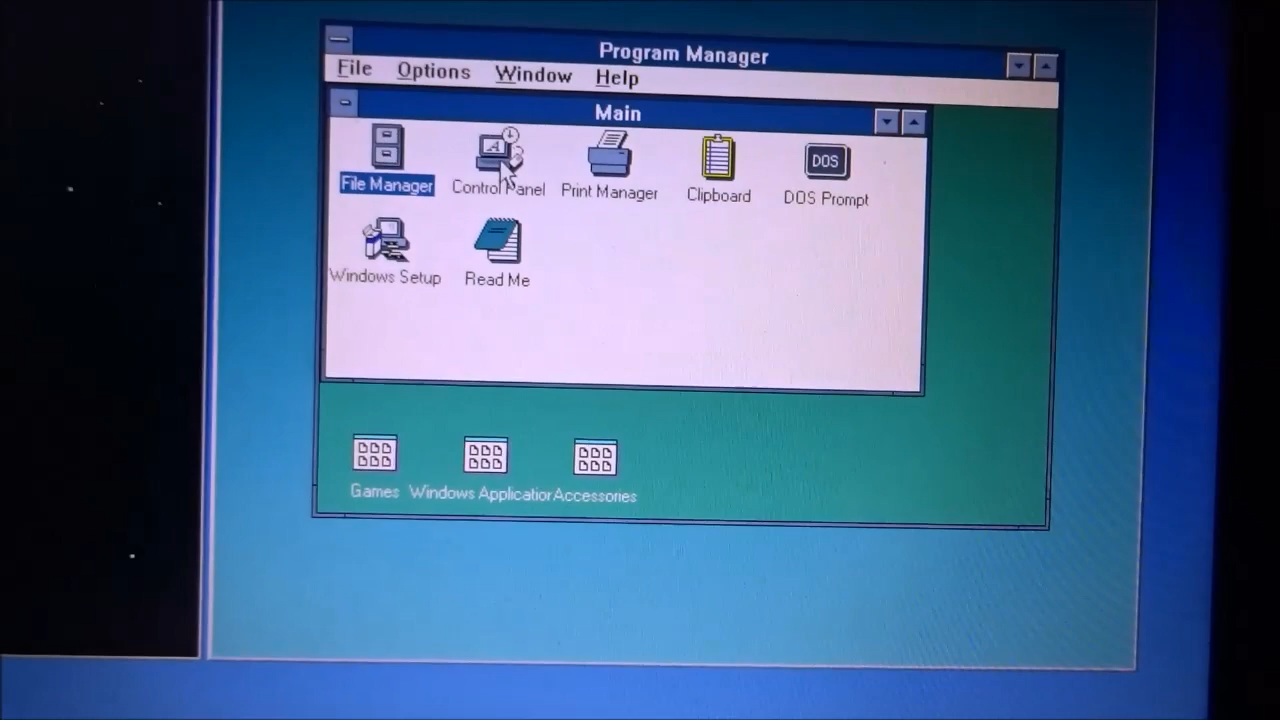 Program Manager
File Options Window Help
Main
File Manager Control Panel Print Manager Clipboard DOS Prompt
DOS
Windows Setup Read Me
Games Windows Application Accessories